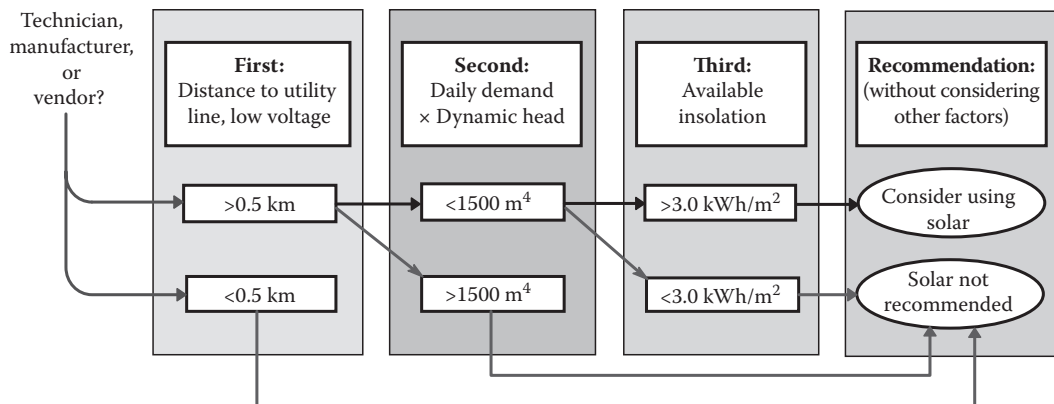 Technician,
manufacturer,
or
vendor?
First:
Distance to utility
line, low voltage
>0.5 km
<0.5 km
Second:
Daily demand
× Dynamic head
<1500 m⁴
>1500 m⁴
Third:
Available
insolation
>3.0 kWh/m²
<3.0 kWh/m²
Recommendation:
(without considering
other factors)
Consider using
solar
Solar not
recommended